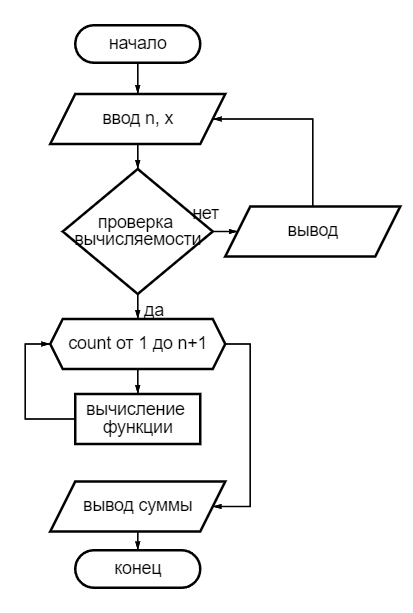 начало
ввод n, x
проверка
вычисляемости
нет
вывод
да
count от 1 до n+1
вычисление
функции
вывод суммы
конец